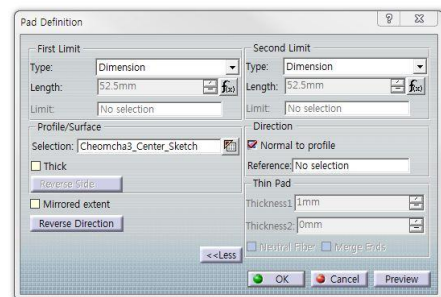 Pad Definition
First Limit
Type: Dimension
Length: 52.5mm f(x)
Limit: No selection
Profile/Surface
Selection: Cheomcha3_Center_Sketch
Thick
Reverse Side
Mirrored extent
Reverse Direction
<<Less
Second Limit
Type: Dimension
Length: 52.5mm f(x)
Limit: No selection
Direction
Normal to profile
Reference: No selection
Thin Pad
Thickness1 1mm
Thickness2: 0mm
Neutral Fiber Merge Ends
OK Cancel Preview